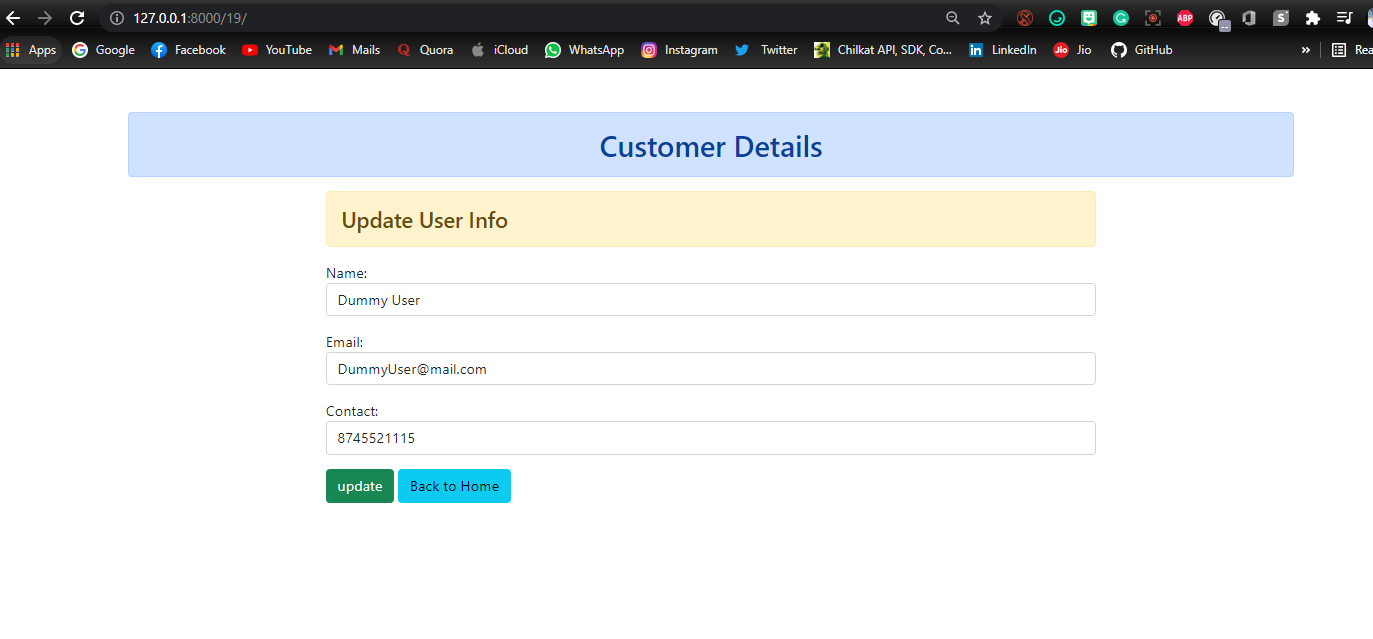 127.0.0.1:8000/19/
ABP
S
Apps Google Facebook YouTube Mails Quora iCloud WhatsApp Instagram Twitter Chilkat API, SDK, Co... LinkedIn Jio Jio GitHub » Rea
Customer Details
Update User Info
Name:
Dummy User
Email:
DummyUser@mail.com
Contact:
8745521115
update Back to Home